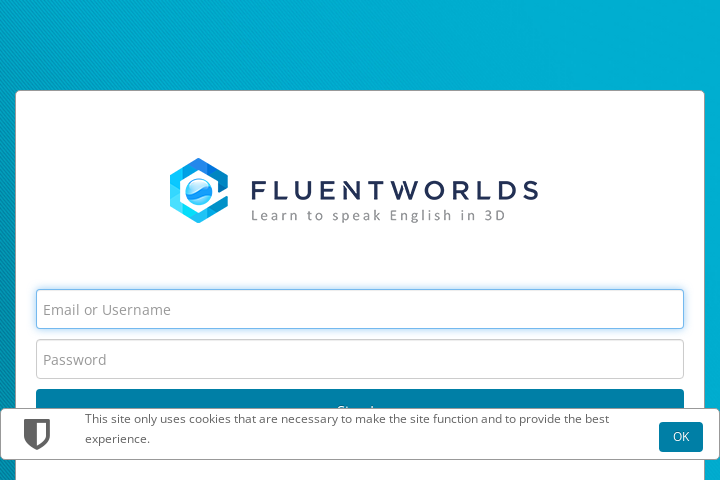 FLUENTWORLDS
Learn to speak English in 3D
Email or Username
Password
This site only uses cookies that are necessary to make the site function and to provide the best
experience.
OK